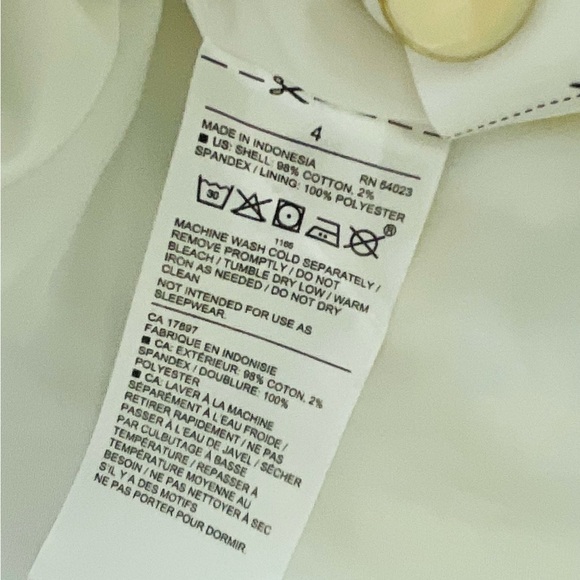 4
MADE IN INDONESIA RN 54023
■ US: SHELL: 98% COTTON, 2%
SPANDEX / LINING: 100% POLYESTER
30
®
1166
MACHINE WASH COLD SEPARATELY /
REMOVE PROMPTLY / DO NOT
BLEACH / TUMBLE DRY LOW / WARM
IRON AS NEEDED / DO NOT DRY
CLEAN
NOT INTENDED FOR USE AS
SLEEPWEAR.
CA 17897
FABRIQUE EN INDONISIE
■ CA: EXTÉRIEUR: 98% COTON, 2%
SPANDEX / DOUBLURE: 100%
POLYESTER
■ CA: LAVER À LA MACHINE
SÉPARÉMENT À L'EAU FROIDE /
RETIRER RAPIDEMENT / NE PAS
PASSER À L'EAU DE JAVEL / SÉCHER
PAR CULBUTAGE À BASSE
TEMPÉRATURE / REPASSER À
TEMPÉRATURE MOYENNE AU
BESOIN / NE PAS NETTOYER À SEC
S'IL Y A DES MOTIFS
NE PAS PORTER POUR DORMIR.